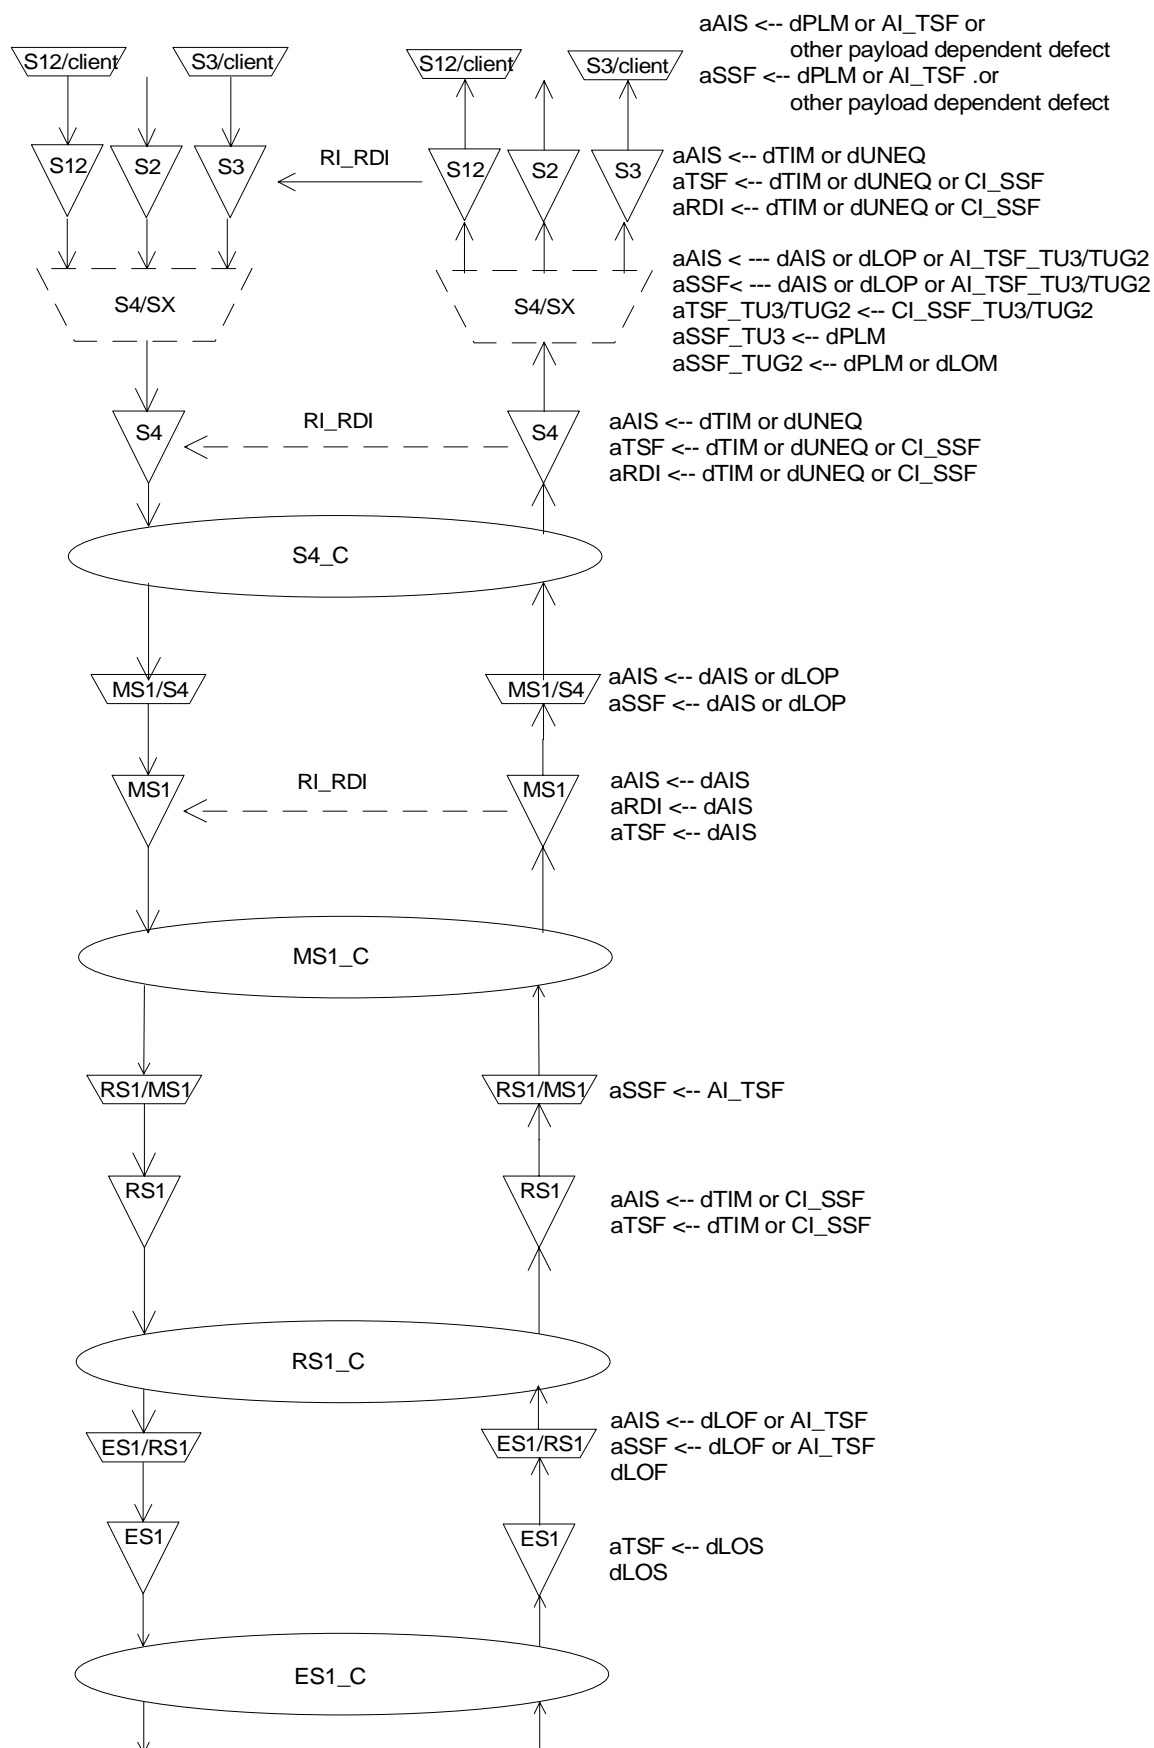 aAIS <-- dPLM or AI_TSF or
other payload dependent defect
aSSF <-- dPLM or AI_TSF .or
other payload dependent defect
S12/client
S3/client
S12/client
S3/client
S12
S2
S3
RI_RDI
S12
S2
S3
aAIS <-- dTIM or dUNEQ
aTSF <-- dTIM or dUNEQ or CI_SSF
aRDI <-- dTIM or dUNEQ or CI_SSF
S4/SX
S4/SX
aAIS < --- dAIS or dLOP or AI_TSF_TU3/TUG2
aSSF< --- dAIS or dLOP or AI_TSF_TU3/TUG2
aTSF_TU3/TUG2 <-- CI_SSF_TU3/TUG2
aSSF_TU3 <-- dPLM
aSSF_TUG2 <-- dPLM or dLOM
S4
RI_RDI
S4
aAIS <-- dTIM or dUNEQ
aTSF <-- dTIM or dUNEQ or CI_SSF
aRDI <-- dTIM or dUNEQ or CI_SSF
S4_C
MS1/S4
MS1/S4
aAIS <-- dAIS or dLOP
aSSF <-- dAIS or dLOP
MS1
RI_RDI
MS1
aAIS <-- dAIS
aRDI <-- dAIS
aTSF <-- dAIS
MS1_C
RS1/MS1
RS1/MS1
aSSF <-- AI_TSF
RS1
RS1
aAIS <-- dTIM or CI_SSF
aTSF <-- dTIM or CI_SSF
RS1_C
ES1/RS1
ES1/RS1
aAIS <-- dLOF or AI_TSF
aSSF <-- dLOF or AI_TSF
dLOF
ES1
ES1
aTSF <-- dLOS
dLOS
ES1_C